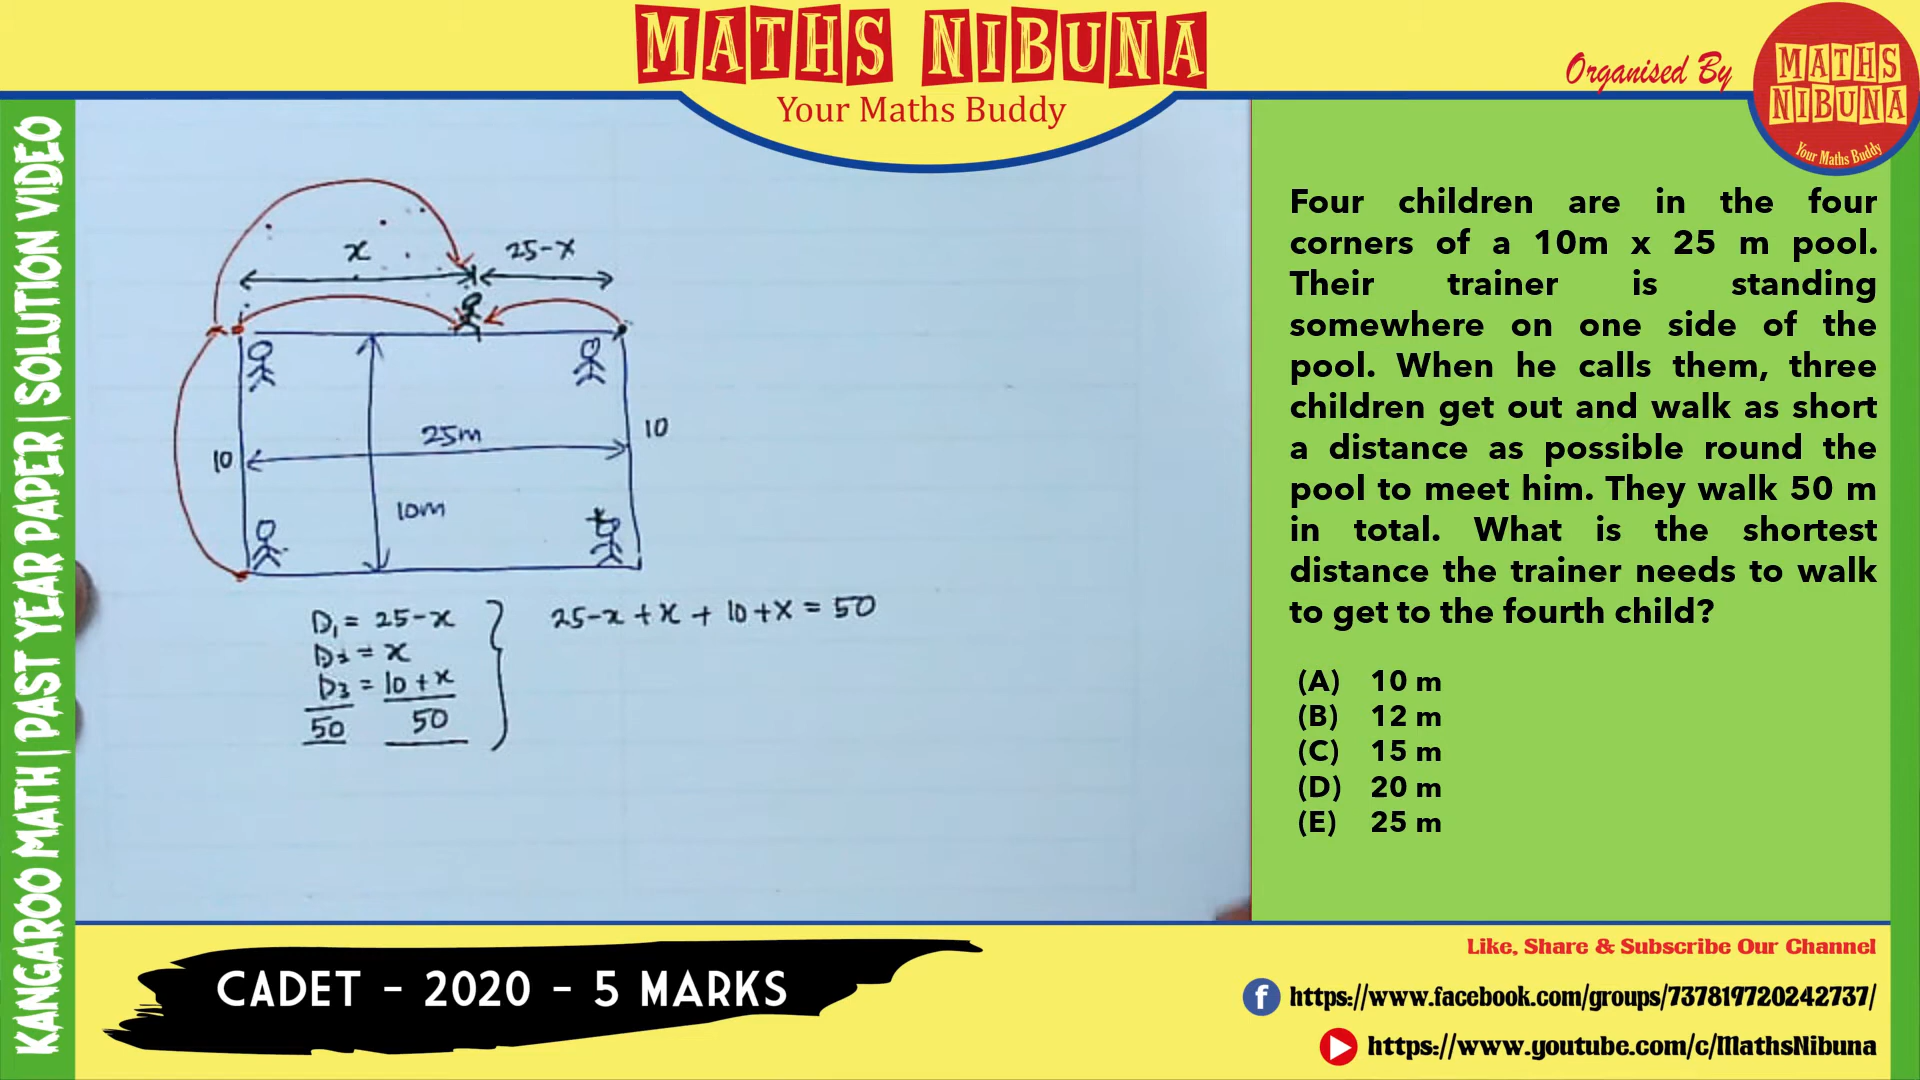 MATHS NIBUNA
Your Maths Buddy
Organised By
MATHS
NIBUNA
Your Maths Buddy
KANGAROO MATH | PAST YEAR PAPER | SOLUTION VIDEO
x
25-x
25m
10
10
10m
D₁ = 25-x
D₂ = x
D₃ = 10+x
50 50
25-x + x + 10+x = 50
Four children are in the four
corners of a 10m x 25 m pool.
Their trainer is standing
somewhere on one side of the
pool. When he calls them, three
children get out and walk as short
a distance as possible round the
pool to meet him. They walk 50 m
in total. What is the shortest
distance the trainer needs to walk
to get to the fourth child?
(A) 10 m
(B) 12 m
(C) 15 m
(D) 20 m
(E) 25 m
CADET - 2020 - 5 MARKS
Like, Share & Subscribe Our Channel
f https://www.facebook.com/groups/737819720242737/
https://www.youtube.com/c/MathsNibuna